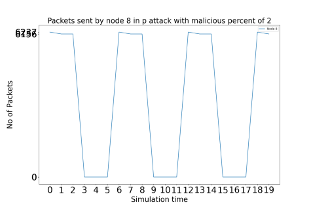 Packets sent by node 8 in p attack with malicious percent of 2
Node 8
No of Packets
0
0 1 2 3 4 5 6 7 8 9 10 11 12 13 14 15 16 17 18 19
Simulation time